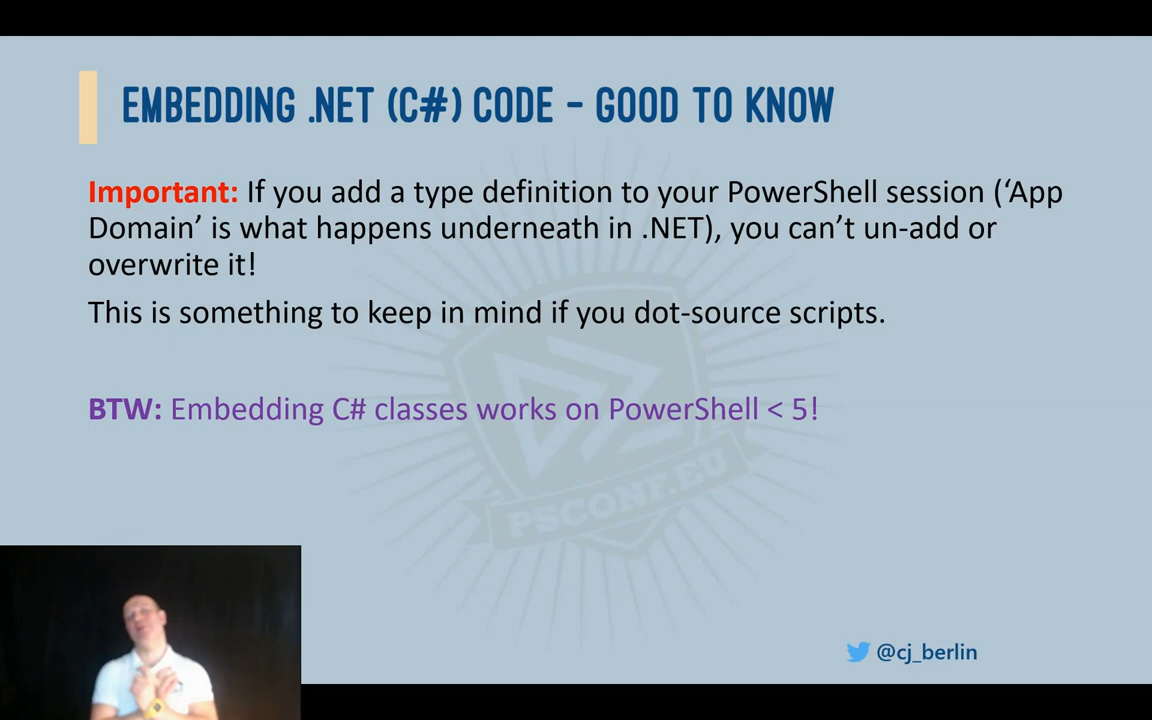 EMBEDDING .NET (C#) CODE – GOOD TO KNOW
Important: If you add a type definition to your PowerShell session (‘App
Domain’ is what happens underneath in .NET), you can’t un-add or
overwrite it!
This is something to keep in mind if you dot-source scripts.
BTW: Embedding C# classes works on PowerShell < 5!
PSCONF.EU
@cj_berlin